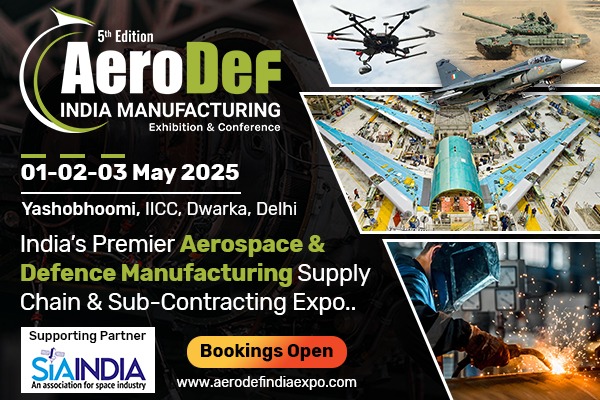 5th Edition
AeroDef
INDIA MANUFACTURING
Exhibition & Conference
01-02-03 May 2025
Yashobhoomi, IICC, Dwarka, Delhi
India's Premier Aerospace &
Defence Manufacturing Supply
Chain & Sub-Contracting Expo..
Supporting Partner
SIAINDIA
An association for space industry
Bookings Open
www.aerodefindiaexpo.com